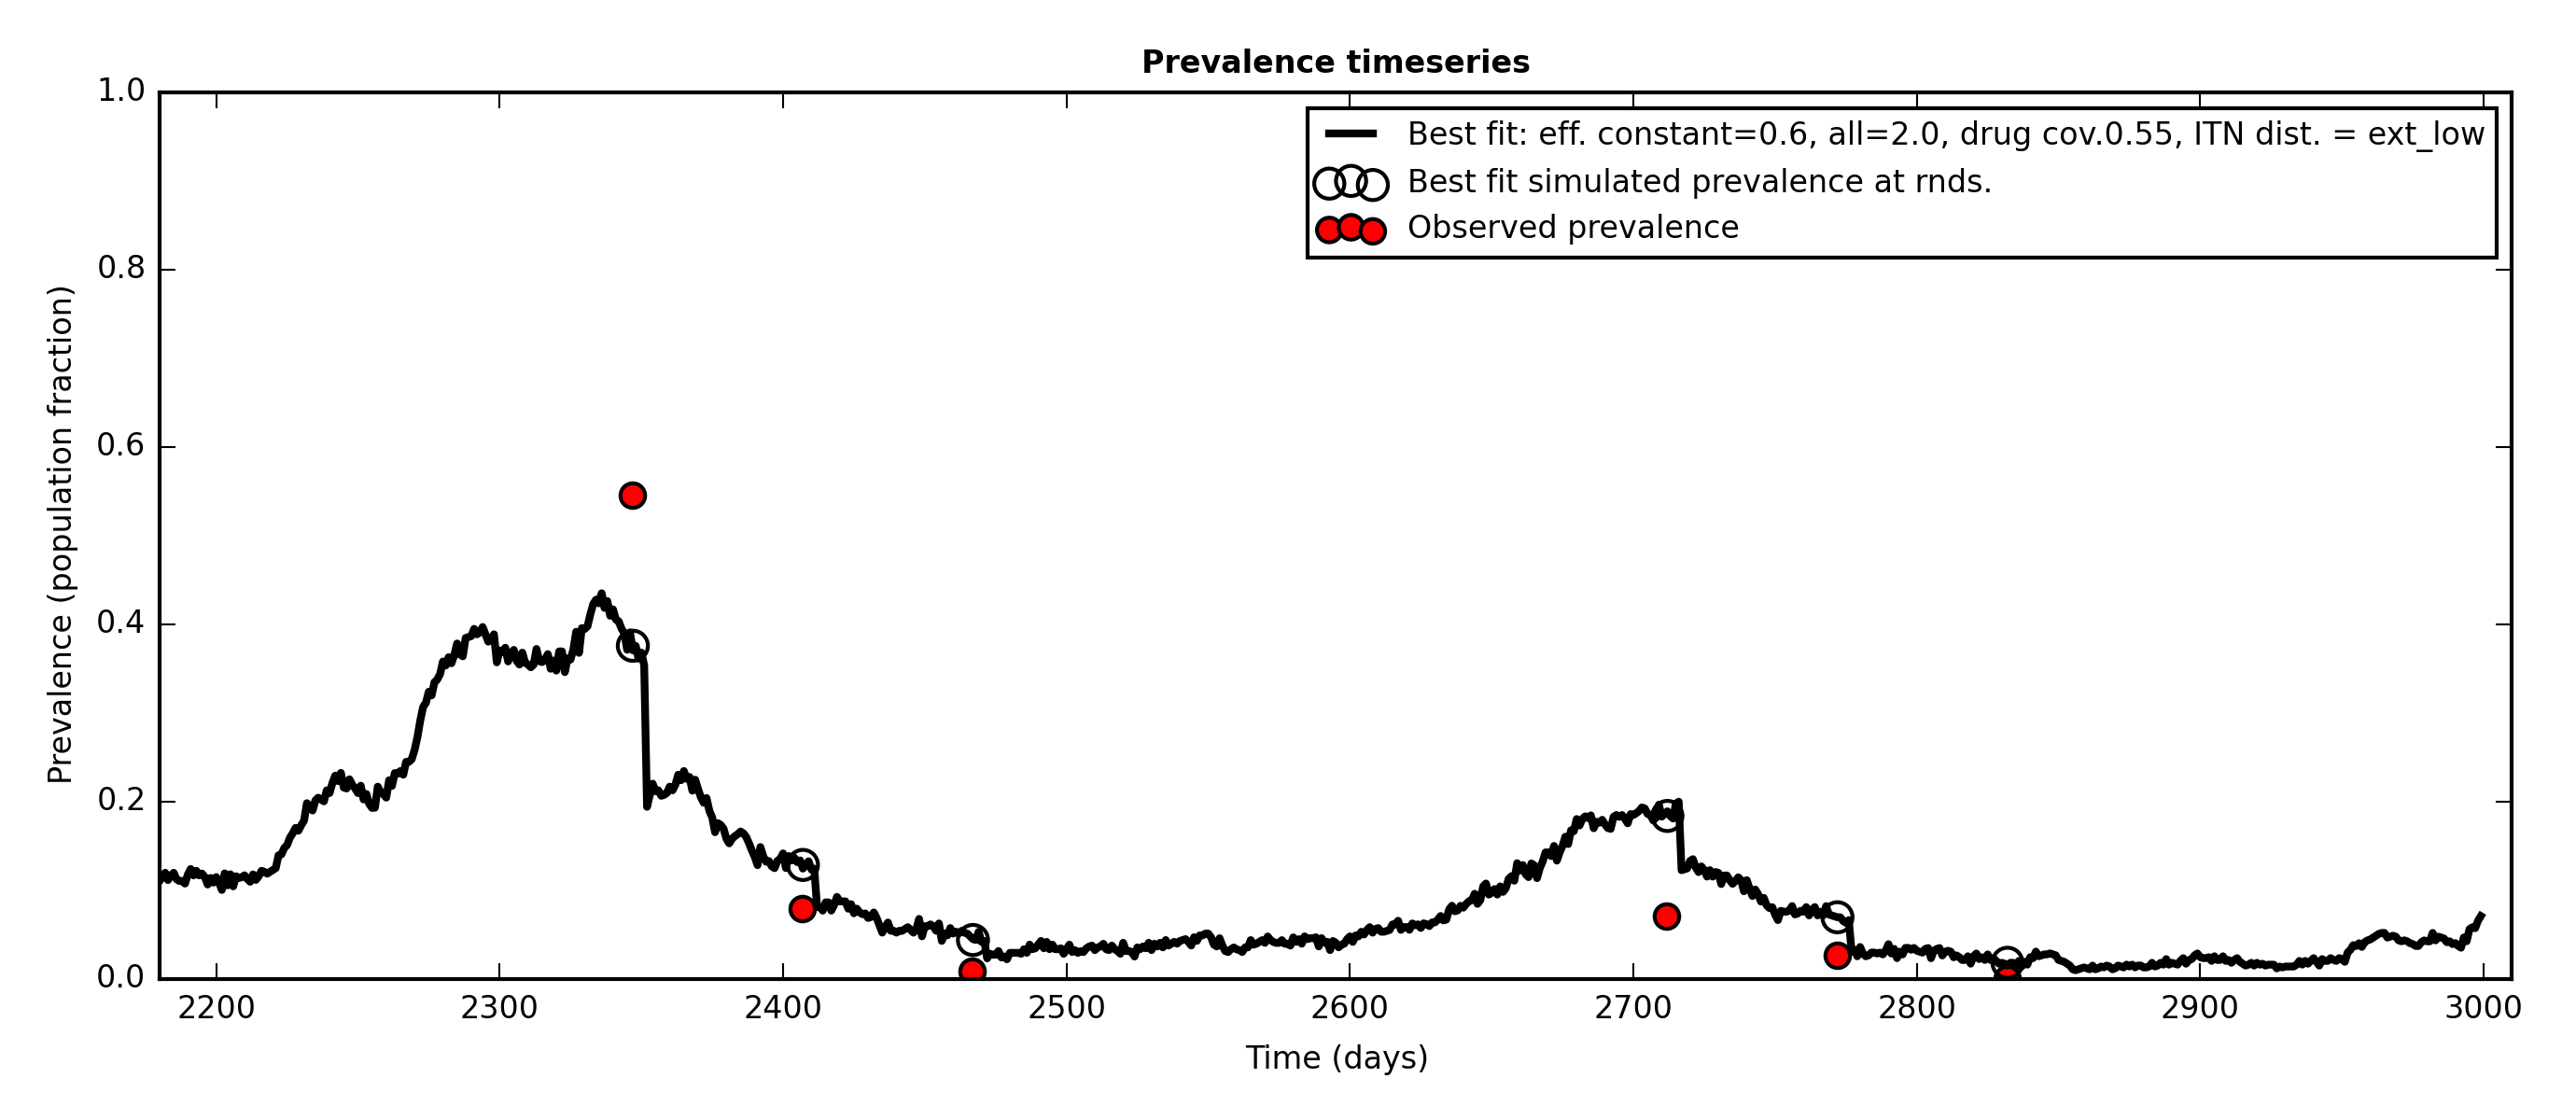 Prevalence timeseries
1.0
0.8
0.6
0.4
0.2
0.0
Prevalence (population fraction)
Best fit: eff. constant=0.6, all=2.0, drug cov.0.55, ITN dist. = ext_low
Best fit simulated prevalence at rnds.
Observed prevalence
2200 2300 2400 2500 2600 2700 2800 2900 3000
Time (days)